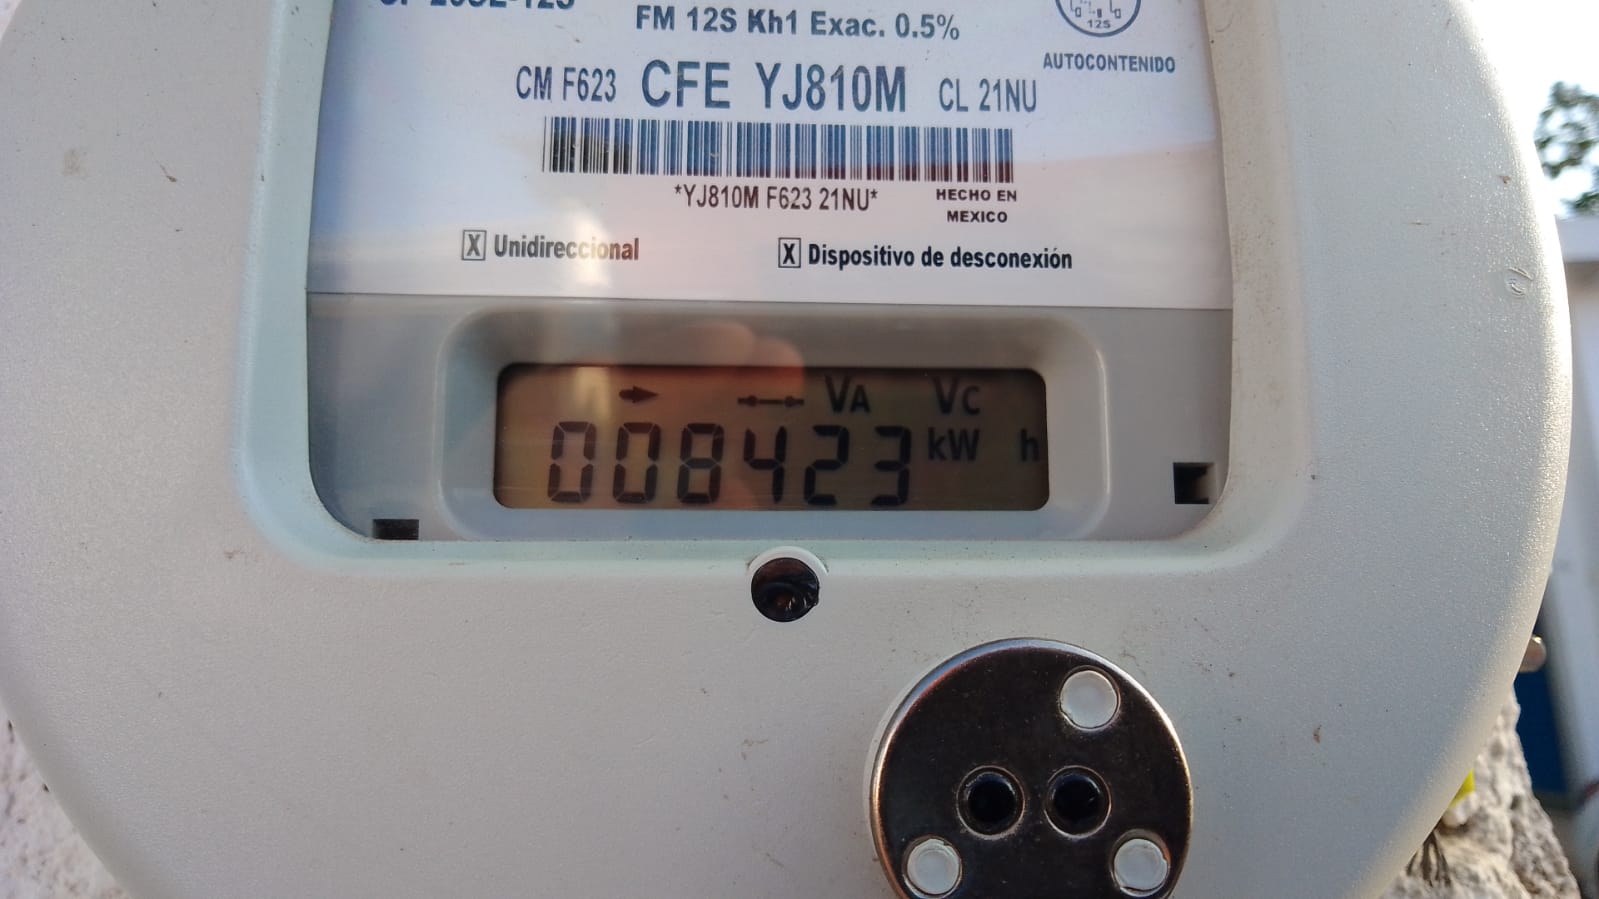 FM 12S Kh1 Exac. 0.5%
12S
AUTOCONTENIDO
CM F623 CFE YJ810M CL 21NU
*YJ810M F623 21NU*
HECHO EN
MEXICO
X Unidireccional
X Dispositivo de desconexión
VA VC
008423 kW h